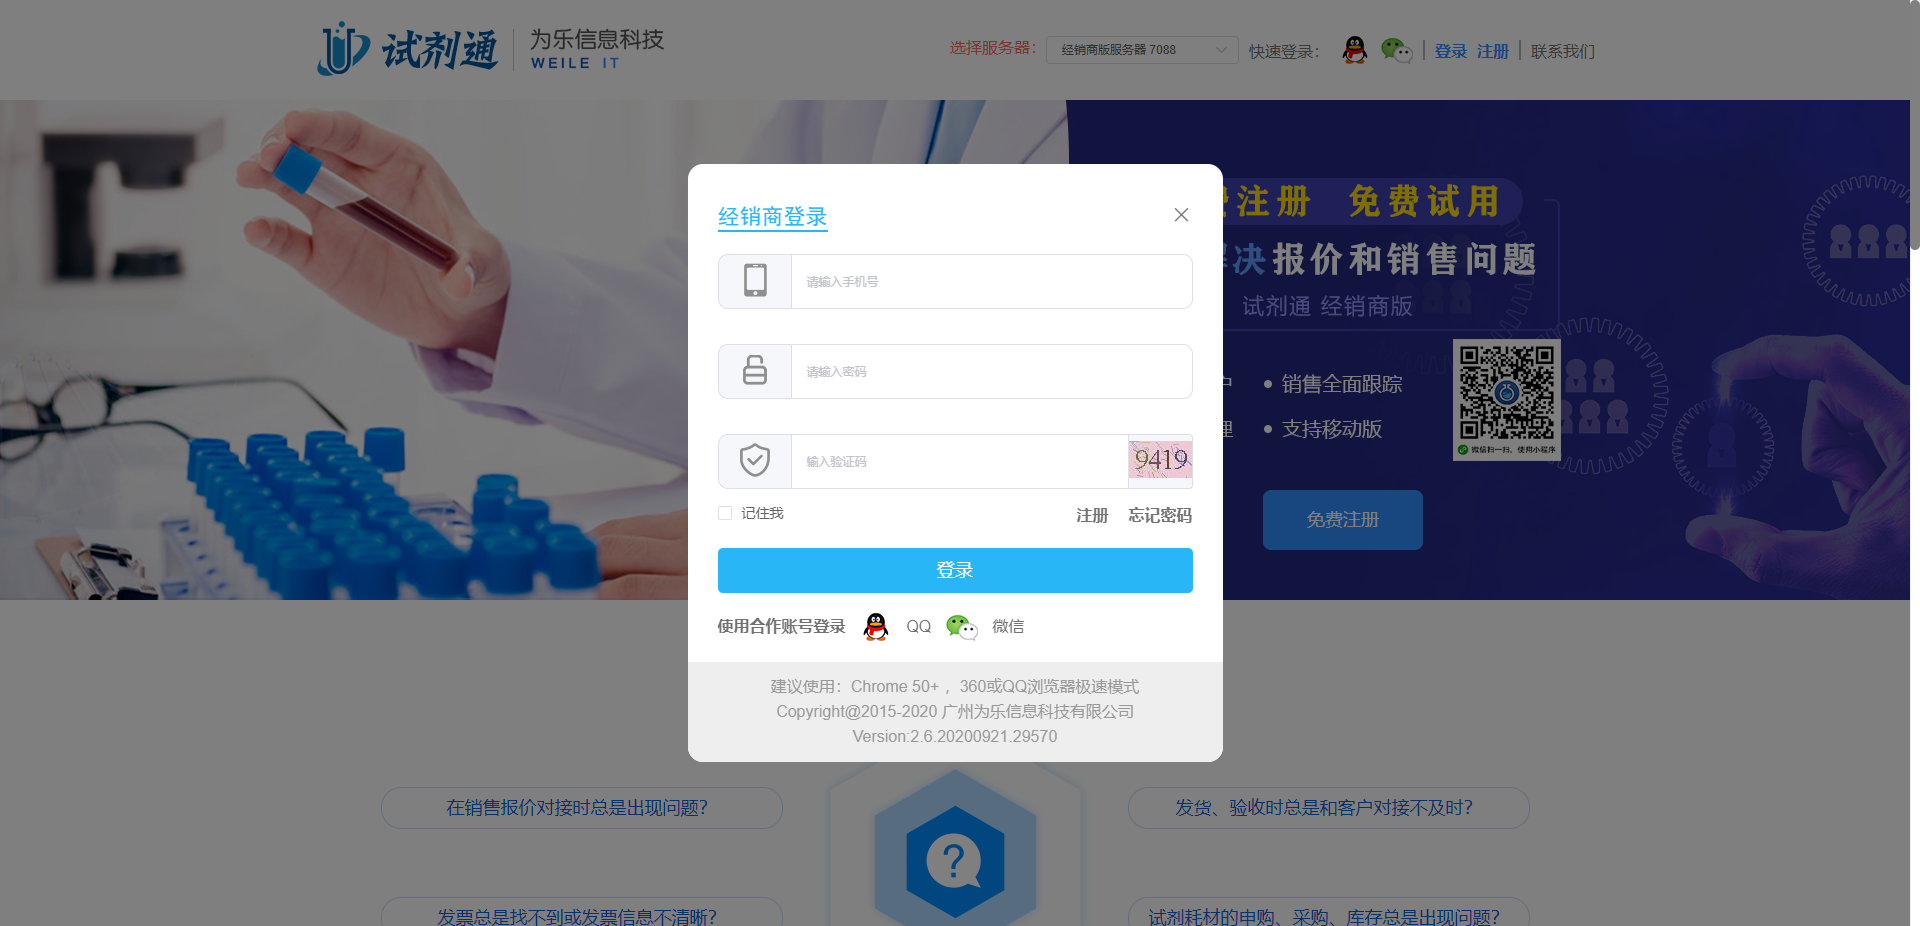 试剂通
为乐信息科技
WEILE IT
选择服务器：
经销商版服务器 7088
快速登录：
登录 注册
联系我们
注册 免费试用
决报价和销售问题
试剂通 经销商版
销售全面跟踪
支持移动版
微信扫一扫，使用小程序
免费注册
经销商登录
请输入手机号
请输入密码
输入验证码
9419
记住我
注册 忘记密码
登录
使用合作账号登录 QQ 微信
建议使用：Chrome 50+ ，360或QQ浏览器极速模式
Copyright@2015-2020 广州为乐信息科技有限公司
Version:2.6.20200921.29570
在销售报价对接时总是出现问题?
发货、验收时总是和客户对接不及时?
发票总是找不到或发票信息不清晰?
试剂耗材的申购、采购、库存总是出现问题?